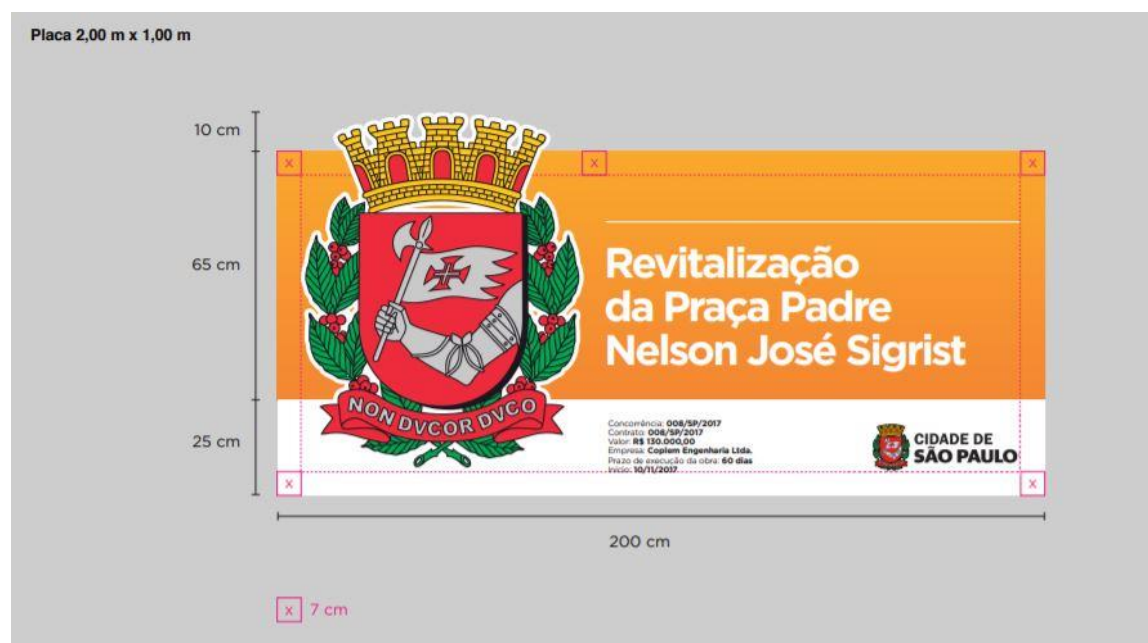 Placa 2,00 m x 1,00 m
10 cm
x
x
x
65 cm
Revitalização
da Praça Padre
Nelson José Sigrist
NON DVCOR DVCO
25 cm
Concorrência: 008/SP/2017
Contrato: 008/SP/2017
Valor: R$ 130.000,00
Empresa: Coplem Engenharia Ltda.
Prazo de execução da obra: 60 dias
Início: 10/11/2017
CIDADE DE
SÃO PAULO
x
x
200 cm
x 7 cm